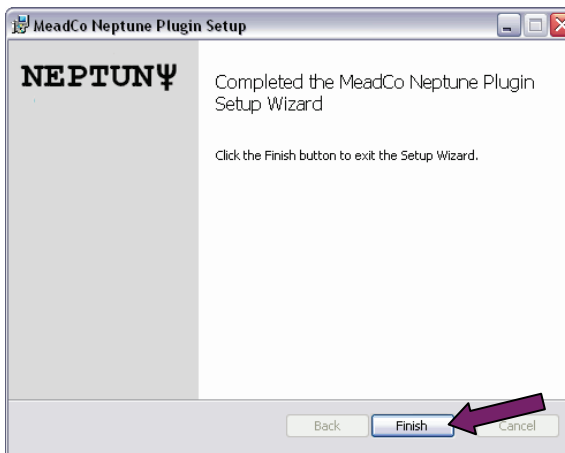 MeadCo Neptune Plugin Setup
NEPTUNΨ
Completed the MeadCo Neptune Plugin
Setup Wizard
Click the Finish button to exit the Setup Wizard.
Back
Finish
Cancel